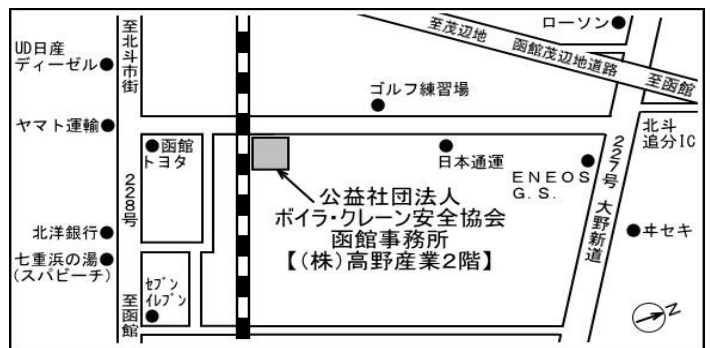 UD日産
ディーゼル
至北斗市街
至茂辺地
函館茂辺地道路
至函館
ローソン
ゴルフ練習場
ヤマト運輸
函館
トヨタ
228号
日本通運
ENEOS
G.S.
227号 大野新道
北斗
追分IC
公益社団法人
ボイラ・クレーン安全協会
函館事務所
【(株)高野産業2階】
北洋銀行
七重浜の湯
(スパビーチ)
セブン
イレブン
至函館
ヰセキ
N